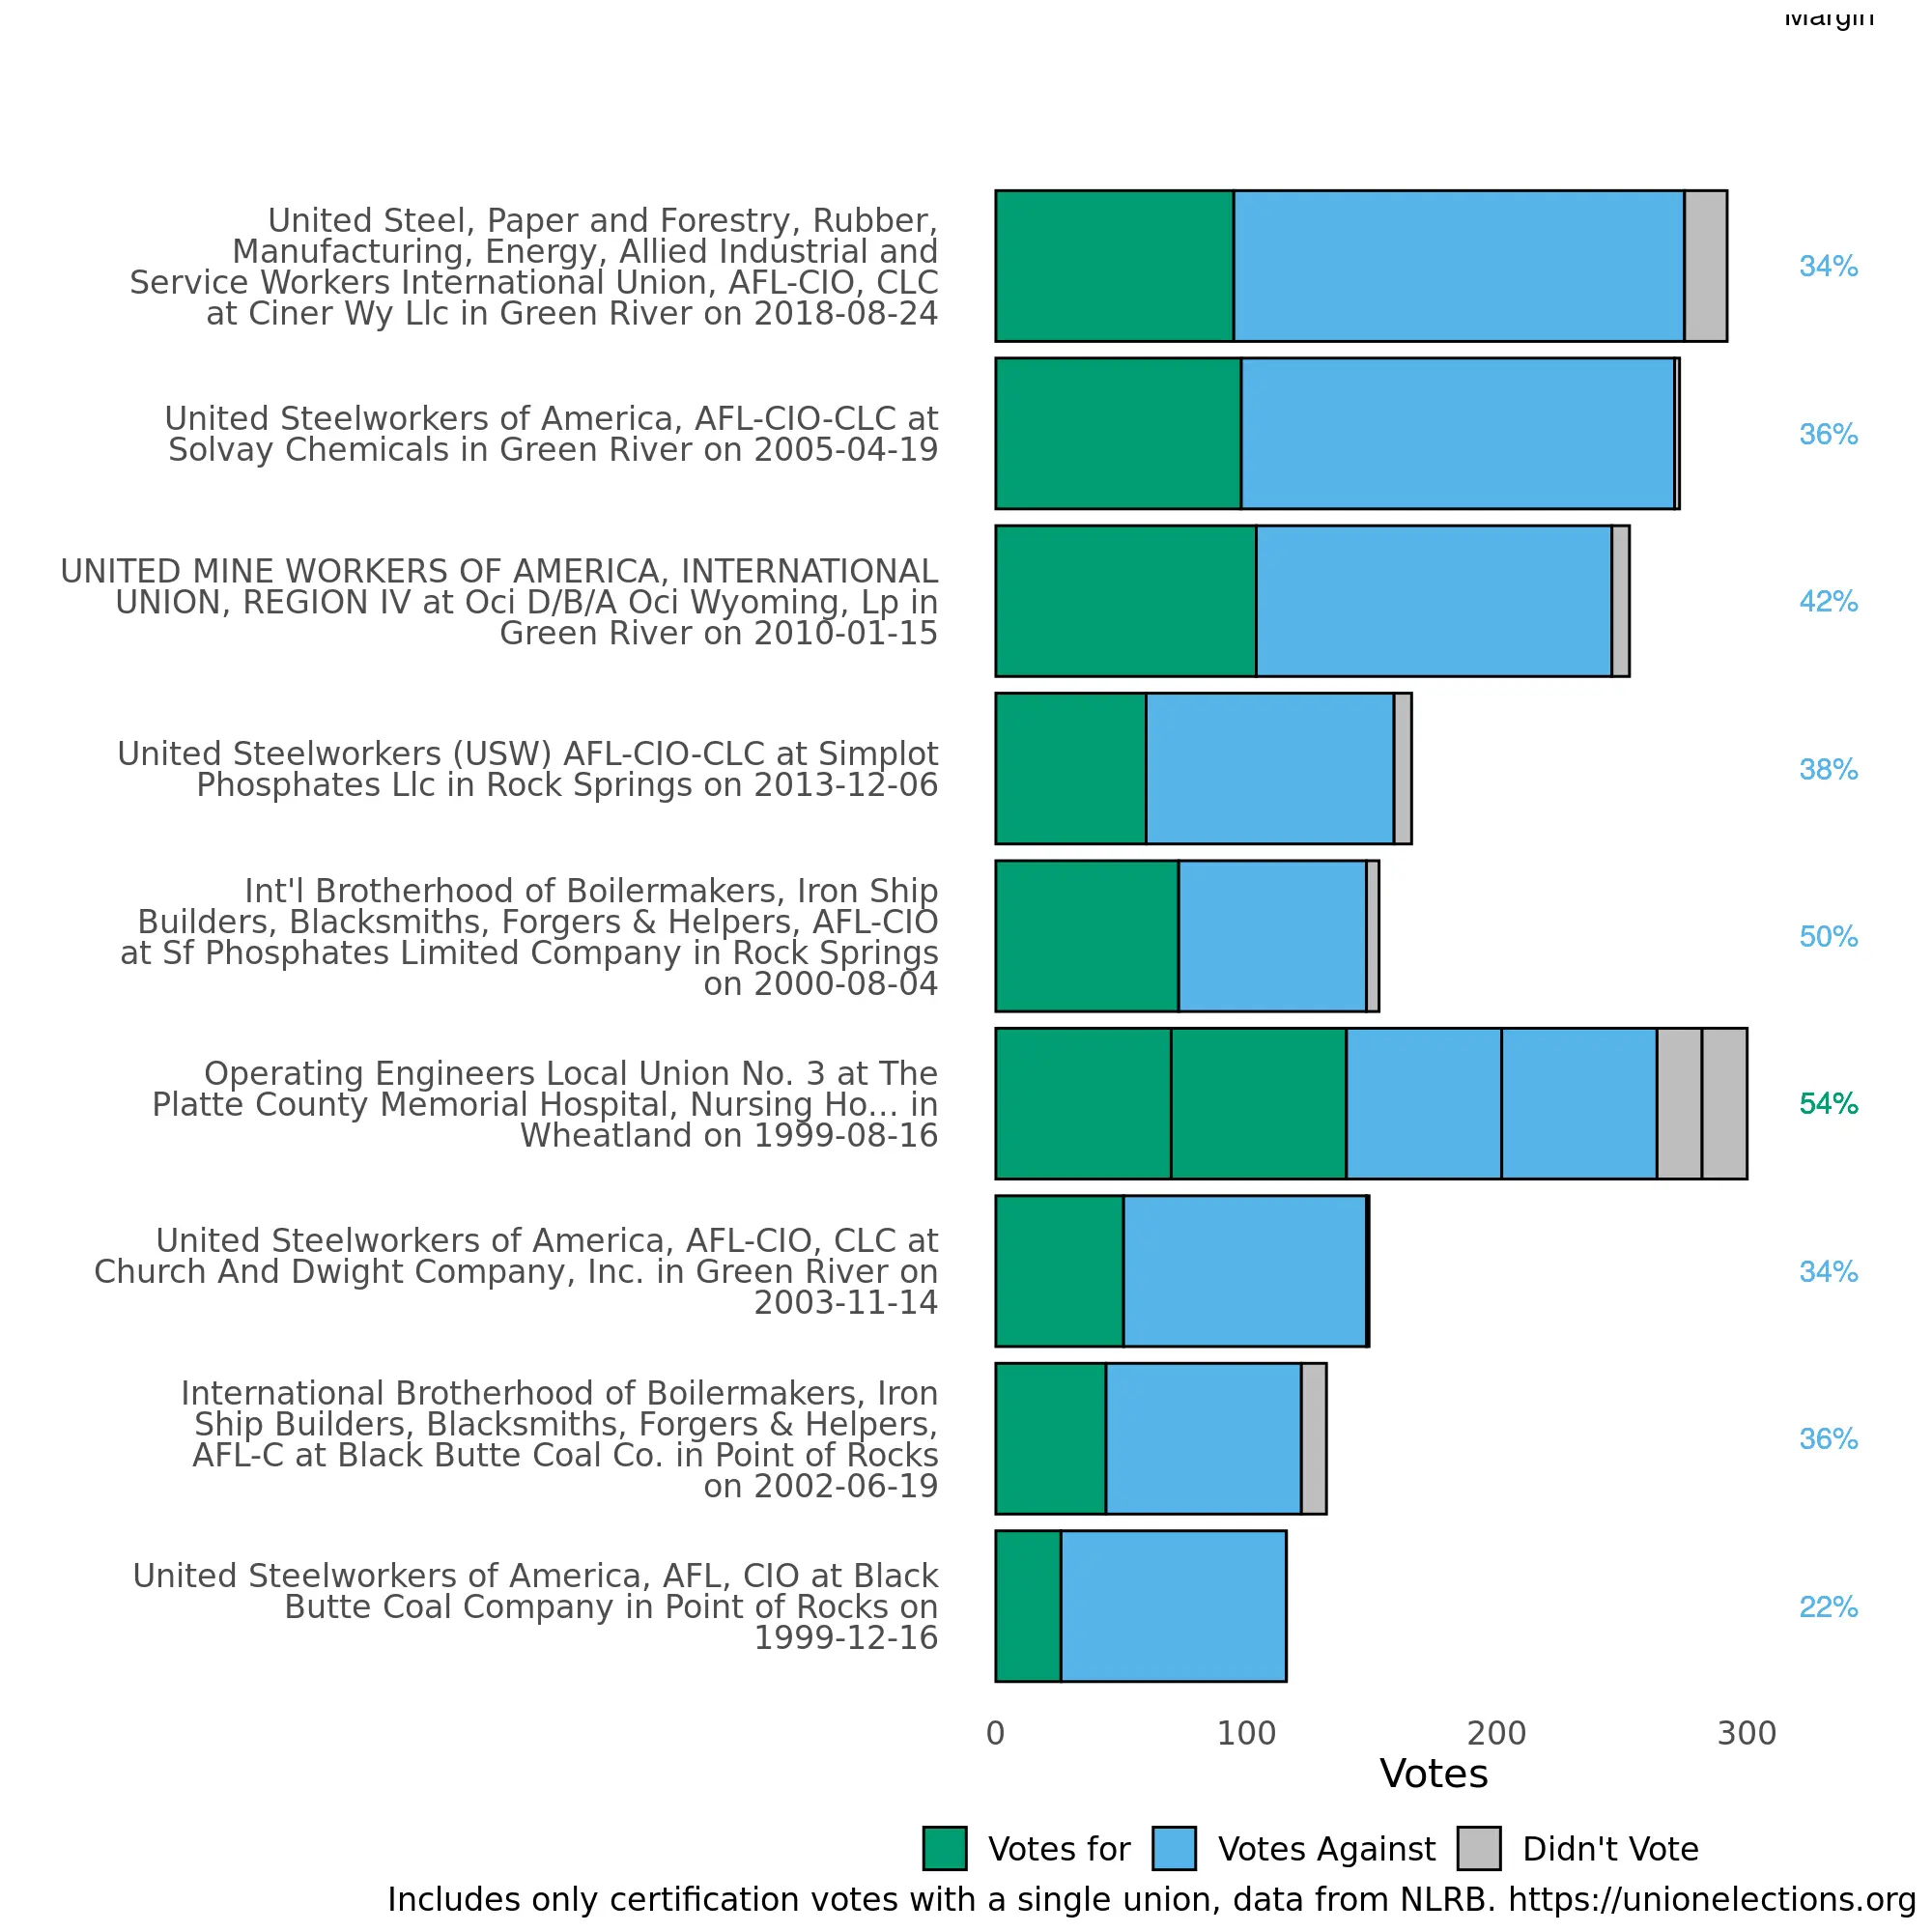 Margin
United Steel, Paper and Forestry, Rubber,
Manufacturing, Energy, Allied Industrial and
Service Workers International Union, AFL-CIO, CLC
at Ciner Wy Llc in Green River on 2018-08-24
34%
United Steelworkers of America, AFL-CIO-CLC at
Solvay Chemicals in Green River on 2005-04-19
36%
UNITED MINE WORKERS OF AMERICA, INTERNATIONAL
UNION, REGION IV at Oci D/B/A Oci Wyoming, Lp in
Green River on 2010-01-15
42%
United Steelworkers (USW) AFL-CIO-CLC at Simplot
Phosphates Llc in Rock Springs on 2013-12-06
38%
Int'l Brotherhood of Boilermakers, Iron Ship
Builders, Blacksmiths, Forgers & Helpers, AFL-CIO
at Sf Phosphates Limited Company in Rock Springs
on 2000-08-04
50%
Operating Engineers Local Union No. 3 at The
Platte County Memorial Hospital, Nursing Ho... in
Wheatland on 1999-08-16
54%
United Steelworkers of America, AFL-CIO, CLC at
Church And Dwight Company, Inc. in Green River on
2003-11-14
34%
International Brotherhood of Boilermakers, Iron
Ship Builders, Blacksmiths, Forgers & Helpers,
AFL-C at Black Butte Coal Co. in Point of Rocks
on 2002-06-19
36%
United Steelworkers of America, AFL, CIO at Black
Butte Coal Company in Point of Rocks on
1999-12-16
22%
0 100 200 300
Votes
Votes for Votes Against Didn't Vote
Includes only certification votes with a single union, data from NLRB. https://unionelections.org